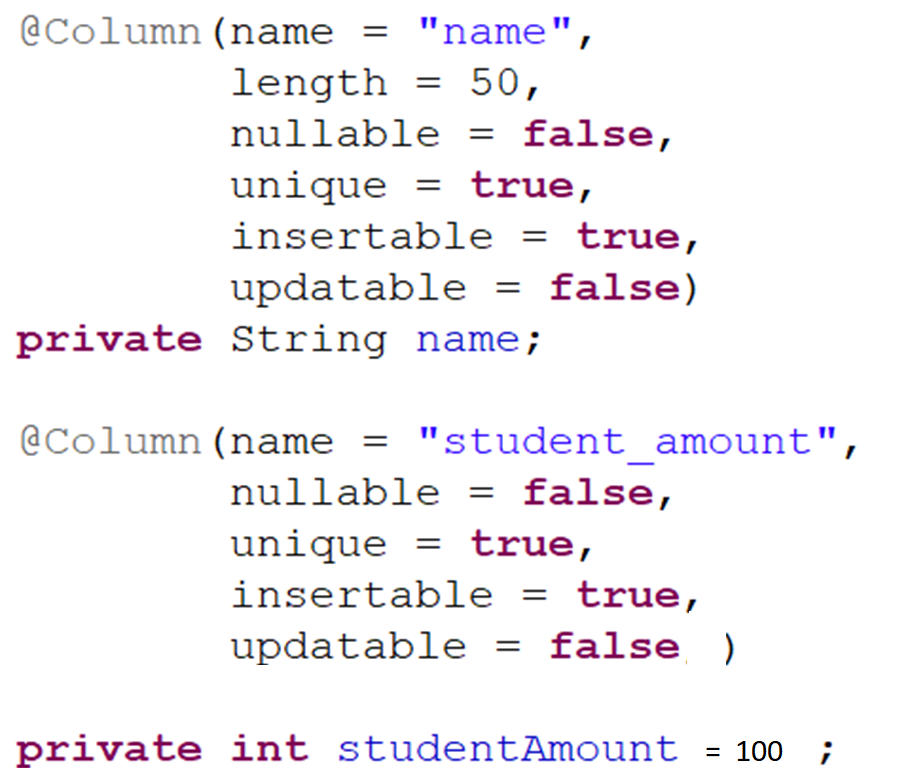 @Column(name = "name",
length = 50,
nullable = false,
unique = true,
insertable = true,
updatable = false)
private String name;
@Column(name = "student_amount",
nullable = false,
unique = true,
insertable = true,
updatable = false )
private int studentAmount = 100 ;